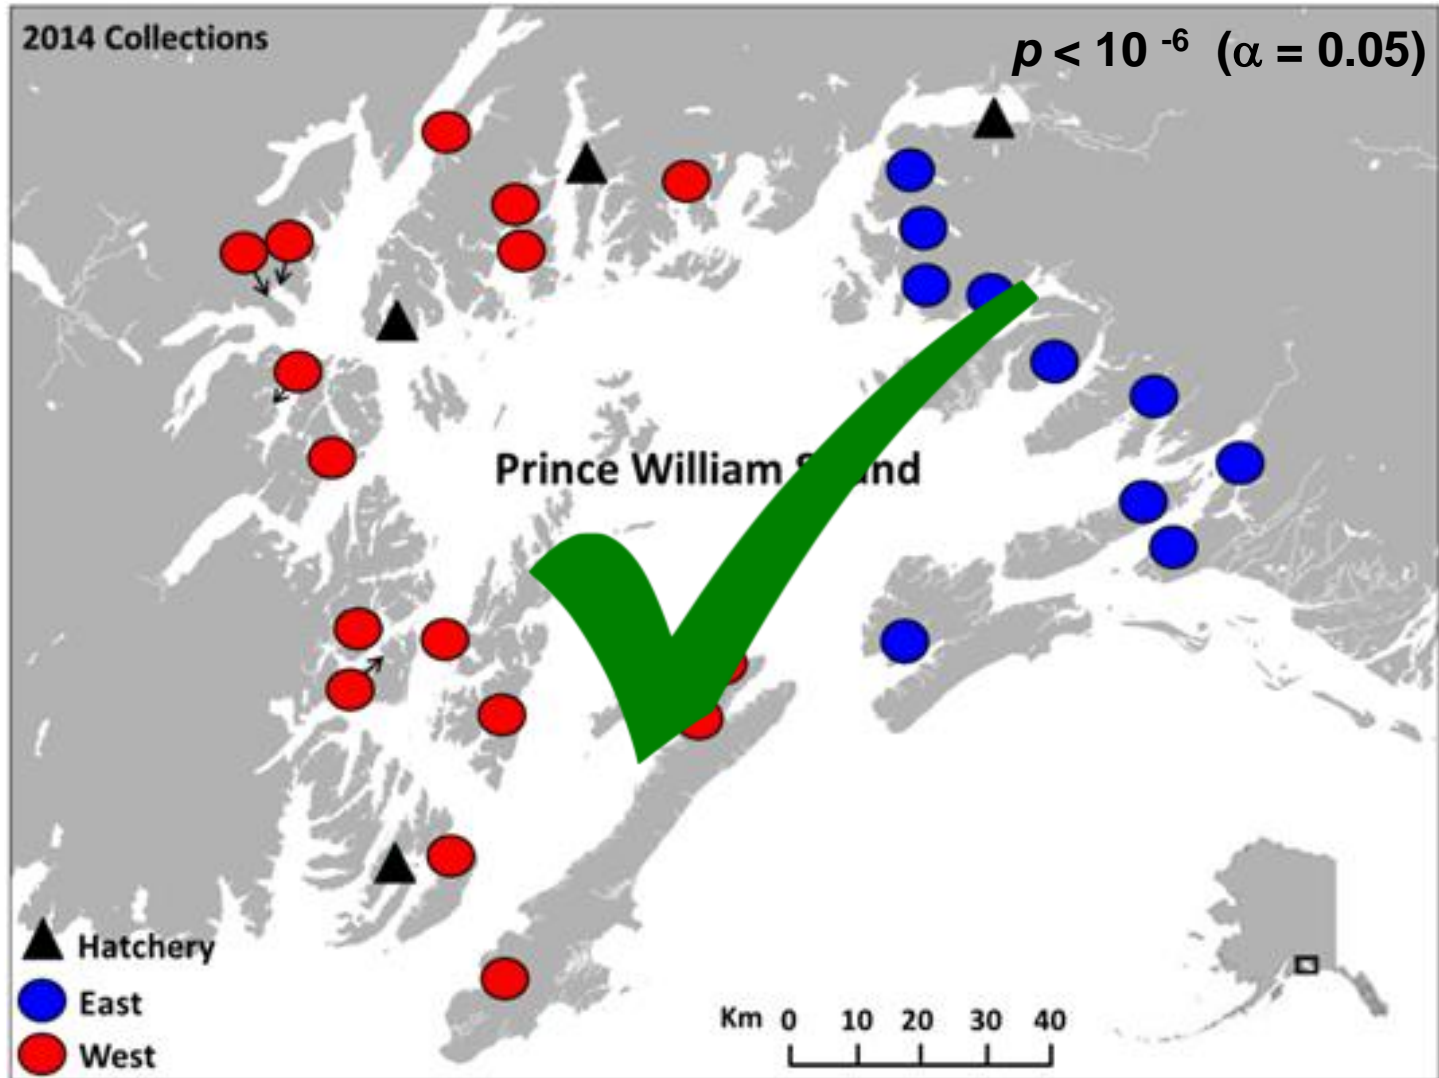 2014 Collections
p < 10 -6 (α = 0.05)
Prince William S nd
Hatchery
East
West
Km 0 10 20 30 40